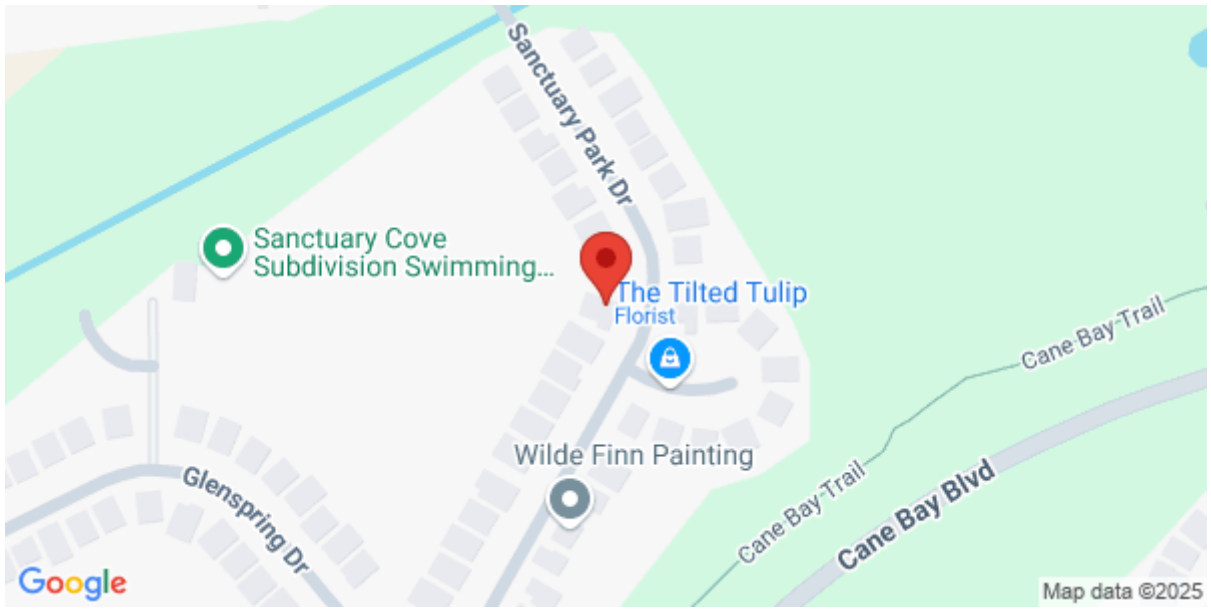 Sanctuary Park Dr
Sanctuary Cove
Subdivision Swimming...
The Tilted Tulip
Florist
Cane Bay Trail
Wilde Finn Painting
Glenspring Dr
Cane Bay Trail
Cane Bay Blvd
Google
Map data ©2025